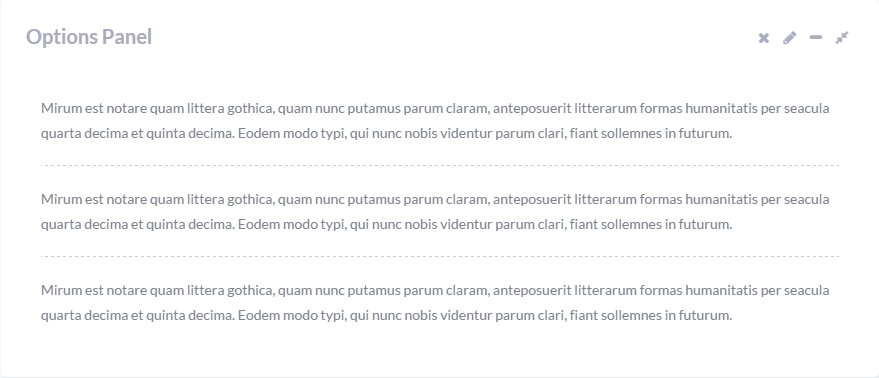 Options Panel
Mirum est notare quam littera gothica, quam nunc putamus parum claram, anteposuerit litterarum formas humanitatis per seacula
quarta decima et quinta decima. Eodem modo typi, qui nunc nobis videntur parum clari, fiant sollemnes in futurum.
Mirum est notare quam littera gothica, quam nunc putamus parum claram, anteposuerit litterarum formas humanitatis per seacula
quarta decima et quinta decima. Eodem modo typi, qui nunc nobis videntur parum clari, fiant sollemnes in futurum.
Mirum est notare quam littera gothica, quam nunc putamus parum claram, anteposuerit litterarum formas humanitatis per seacula
quarta decima et quinta decima. Eodem modo typi, qui nunc nobis videntur parum clari, fiant sollemnes in futurum.